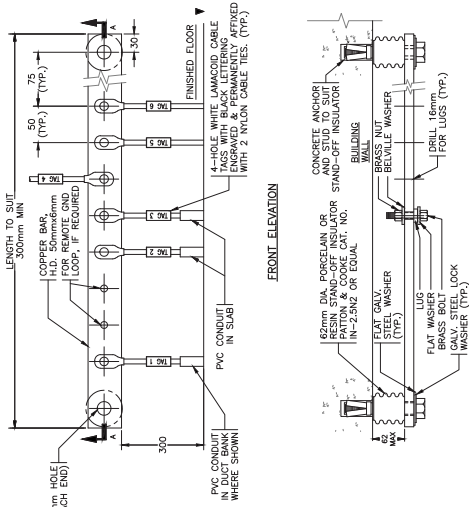 A
LENGTH TO SUIT
300mm MIN
75
(TYP.)
50
(TYP.)
30
COPPER BAR,
H.D. 50mmx6mm
FOR REMOTE GND
LOOP, IF REQUIRED
HOLE
END)
A
TAG 4
TAG 6
TAG 5
TAG 3
TAG 2
TAG 1
300
FINISHED FLOOR
4-HOLE WHITE LAMACOID CABLE
TAGS WITH BLACK LETTERING
ENGRAVED & PERMANENTLY AFFIXED
WITH 2 NYLON CABLE TIES. (TYP.)
PVC CONDUIT
IN SLAB
PVC CONDUIT
IN DUCT BANK
WHERE SHOWN
FRONT ELEVATION
CONCRETE ANCHOR
AND STUD TO SUIT
STAND-OFF INSULATOR
BUILDING
WALL
62mm DIA. PORCELAIN OR
RESIN STAND-OFF INSULATOR
PATTON & COOKE CAT. NO.
IN-2.5N2 OR EQUAL
BRASS NUT
BELVILLE WASHER
FLAT GALV.
STEEL WASHER
(TYP.)
DRILL 16mm
FOR LUGS (TYP.)
62
MAX
LUG
FLAT WASHER
BRASS BOLT
GALV. STEEL LOCK
WASHER (TYP.)